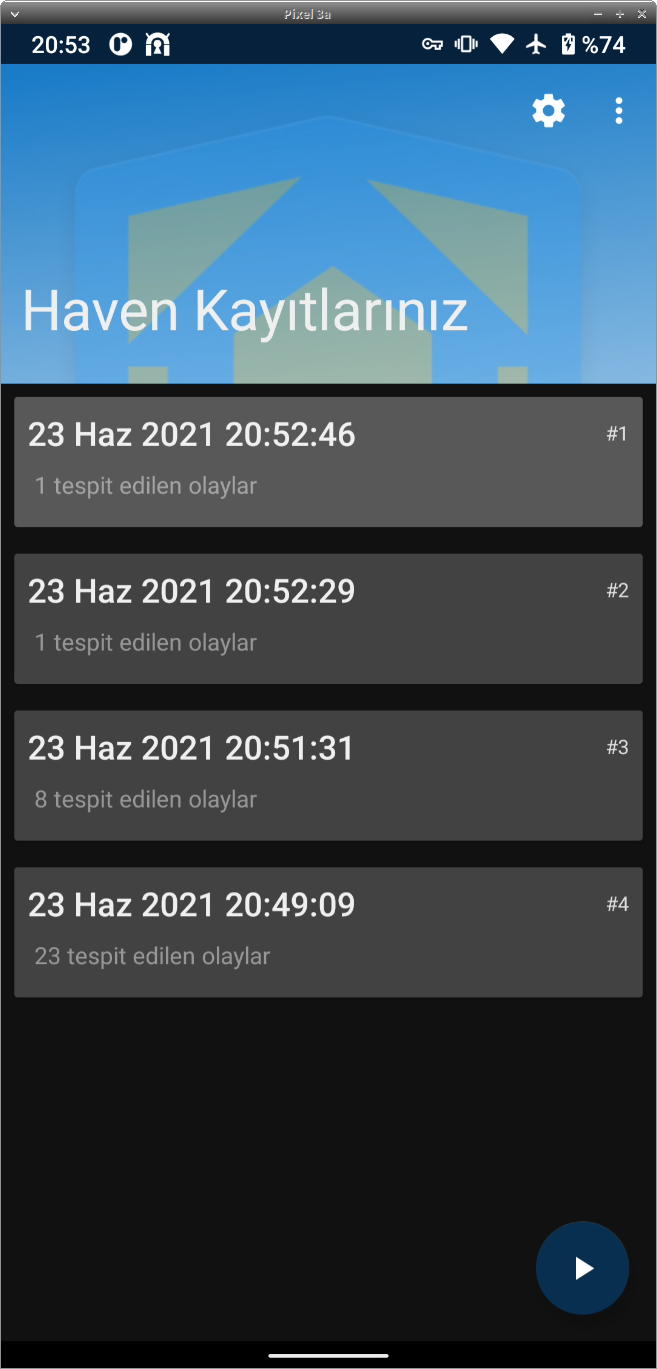 Pixel 3a
20:53 %74
Haven Kayıtlarınız
23 Haz 2021 20:52:46 #1
1 tespit edilen olaylar
23 Haz 2021 20:52:29 #2
1 tespit edilen olaylar
23 Haz 2021 20:51:31 #3
8 tespit edilen olaylar
23 Haz 2021 20:49:09 #4
23 tespit edilen olaylar